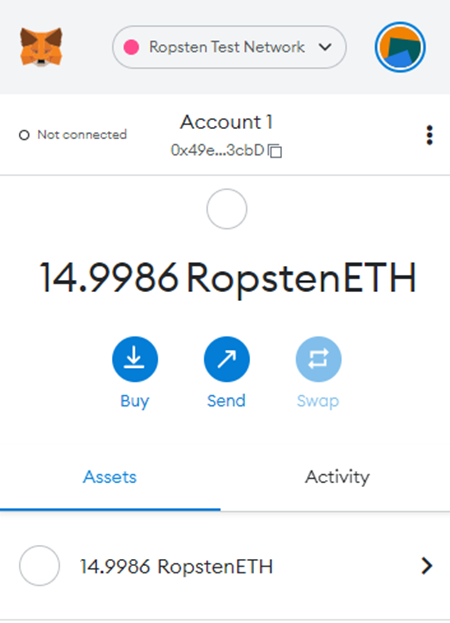 Ropsten Test Network
Not connected
Account 1
0x49e...3cbD
14.9986 RopstenETH
Buy
Send
Swap
Assets
Activity
14.9986 RopstenETH